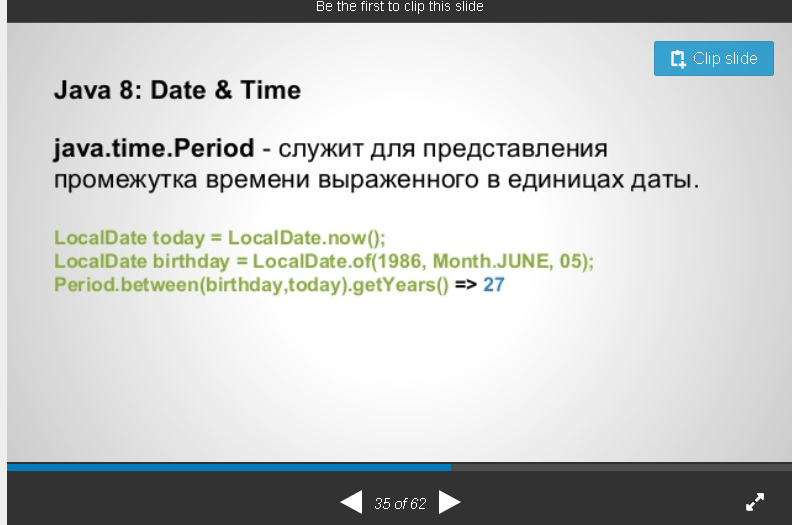 Be the first to clip this slide
Clip slide
Java 8: Date & Time
java.time.Period - служит для представления
промежутка времени выраженного в единицах даты.
LocalDate today = LocalDate.now();
LocalDate birthday = LocalDate.of(1986, Month.JUNE, 05);
Period.between(birthday,today).getYears() => 27
35 of 62